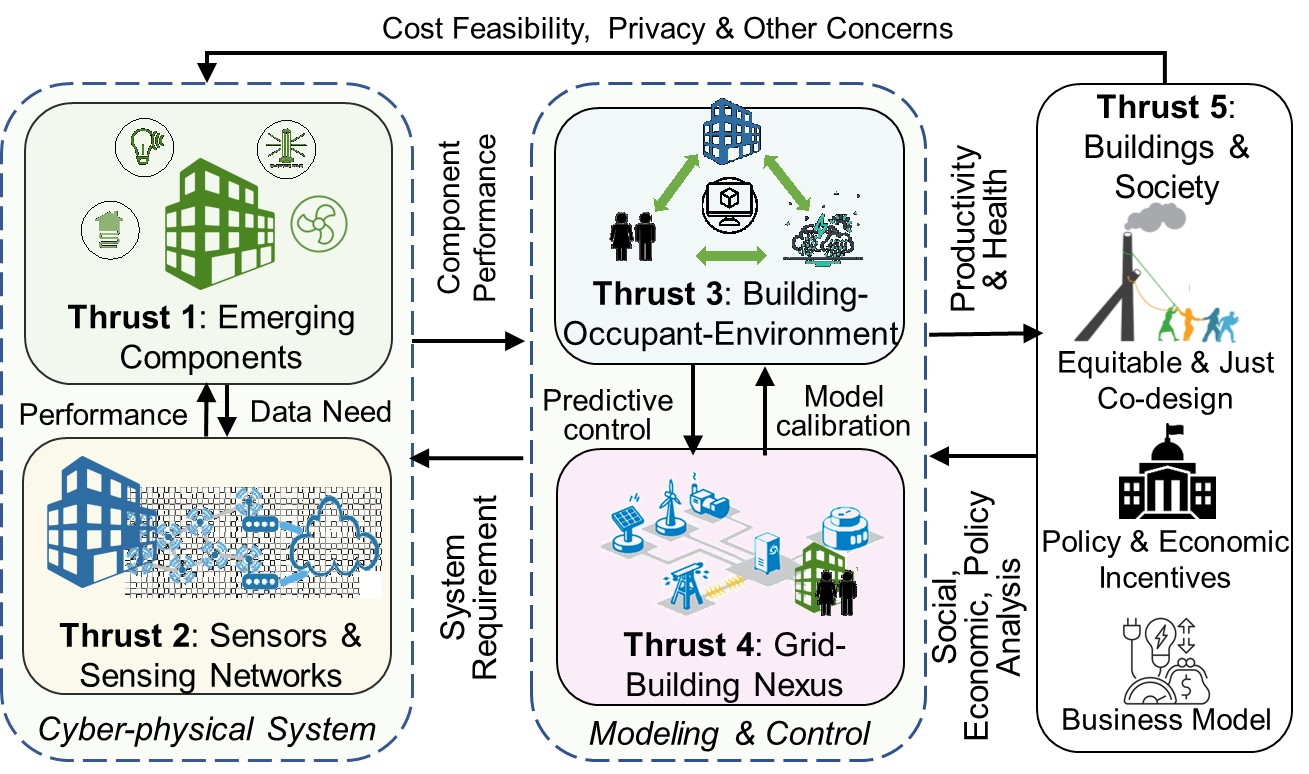 Cost Feasibility, Privacy & Other Concerns
Thrust 1: Emerging
Components
Performance
Data Need
Thrust 2: Sensors &
Sensing Networks
Cyber-physical System
Component
Performance
System
Requirement
Thrust 3: Building-
Occupant-Environment
Predictive
control
Model
calibration
Thrust 4: Grid-
Building Nexus
Modeling & Control
Productivity
& Health
Social,
Economic, Policy
Analysis
Thrust 5:
Buildings &
Society
Equitable & Just
Co-design
Policy & Economic
Incentives
$
Business Model